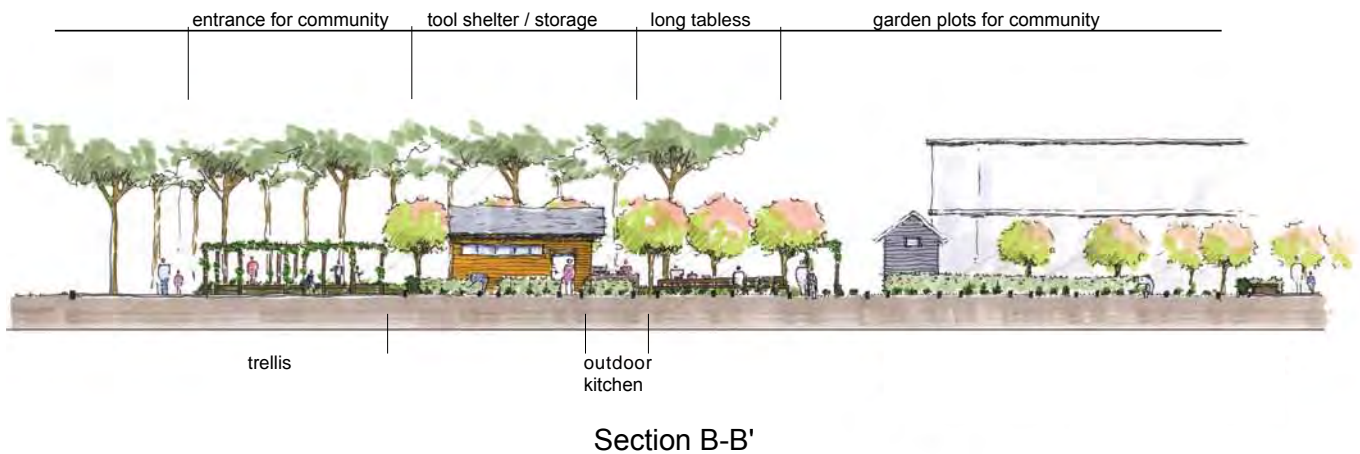 entrance for community
tool shelter / storage
long tabless
garden plots for community
trellis
outdoor
kitchen
Section B-B'